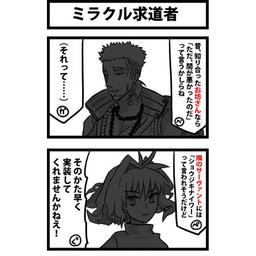 ミラクル求道者
昔、知り合ったお坊さんなら
「ただ、間が悪かったのだ」
って言うかしらね
（それって……）
隣のサーヴァントには
「ショウジキナイワー」
って言われそうだけど
そのかた早く
実装して
くれませんかねえ！